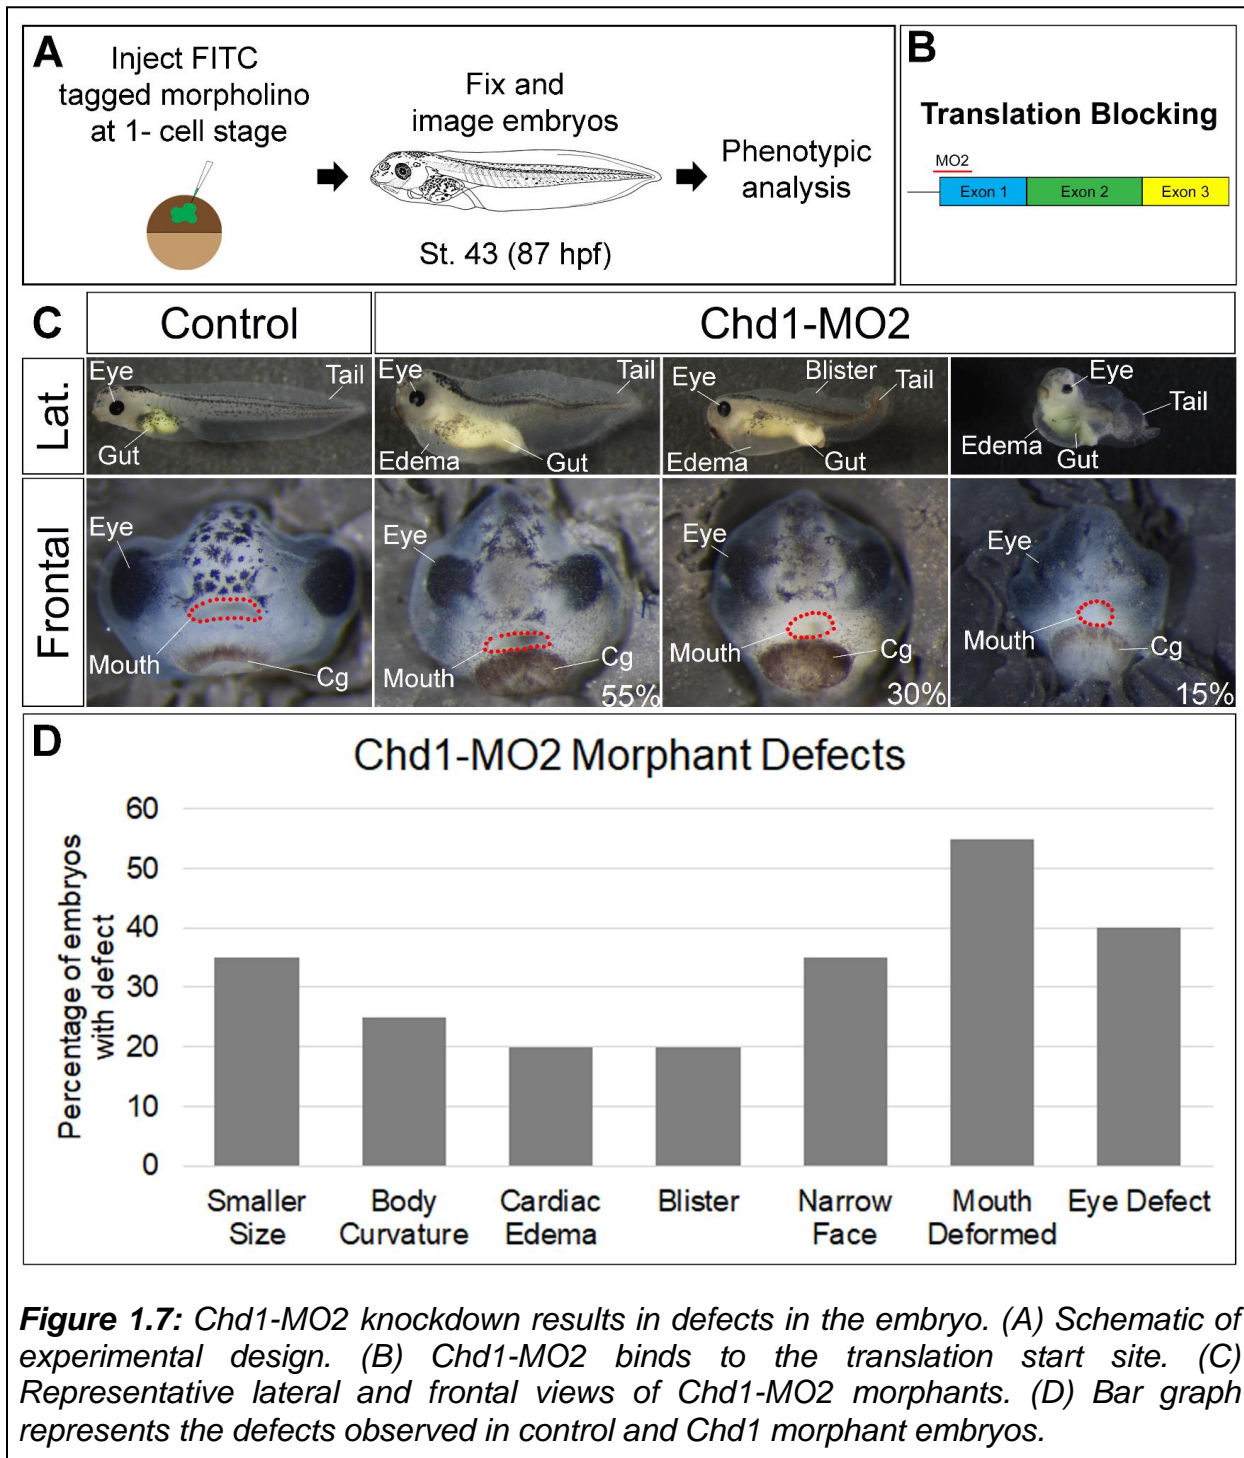 A
Inject FITC
tagged morpholino
at 1- cell stage
Fix and
image embryos
St. 43 (87 hpf)
Phenotypic
analysis
B
Translation Blocking
MO2
Exon 1 Exon 2 Exon 3
C
Control
Chd1-MO2
Lat.
Eye
Tail
Gut
Eye
Tail
Edema
Gut
Eye
Blister
Tail
Edema
Gut
Eye
Tail
Edema
Gut
Frontal
Eye
Mouth
Cg
Eye
Mouth
Cg
55%
Eye
Mouth
Cg
30%
Eye
Mouth
Cg
15%
D
Chd1-MO2 Morphant Defects
Percentage of embryos
with defect
60
50
40
30
20
10
0
Smaller
Size
Body
Curvature
Cardiac
Edema
Blister
Narrow
Face
Mouth
Deformed
Eye Defect
Figure 1.7: Chd1-MO2 knockdown results in defects in the embryo. (A) Schematic of
experimental design. (B) Chd1-MO2 binds to the translation start site. (C)
Representative lateral and frontal views of Chd1-MO2 morphants. (D) Bar graph
represents the defects observed in control and Chd1 morphant embryos.